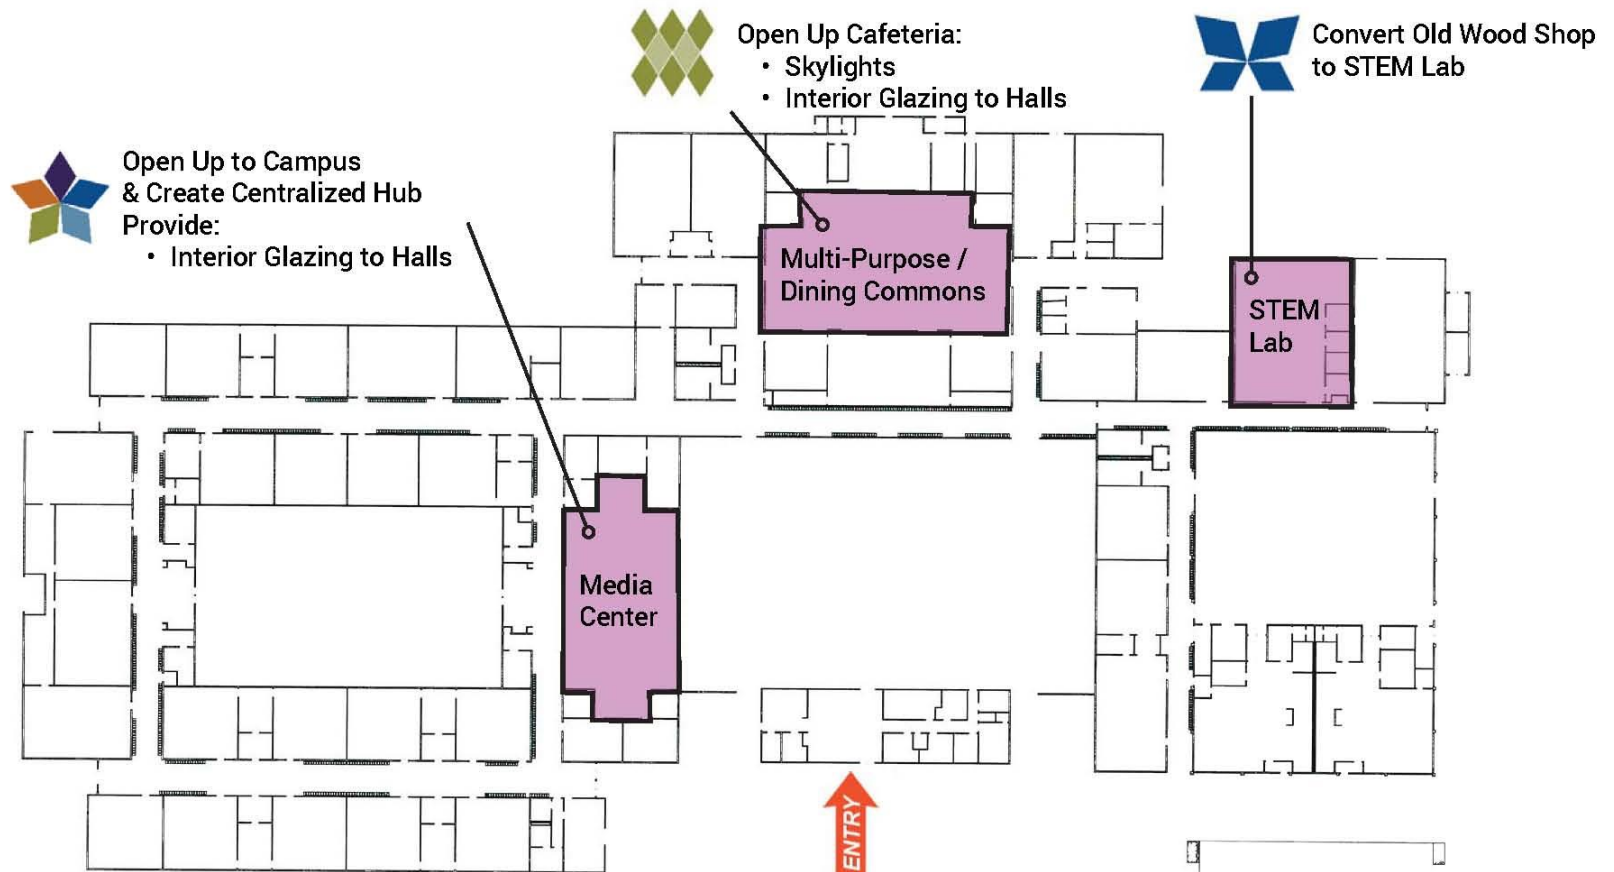 Open Up Cafeteria:
• Skylights
• Interior Glazing to Halls
Convert Old Wood Shop
to STEM Lab
Open Up to Campus
& Create Centralized Hub
Provide:
• Interior Glazing to Halls
Multi-Purpose /
Dining Commons
STEM
Lab
Media
Center
ENTRY